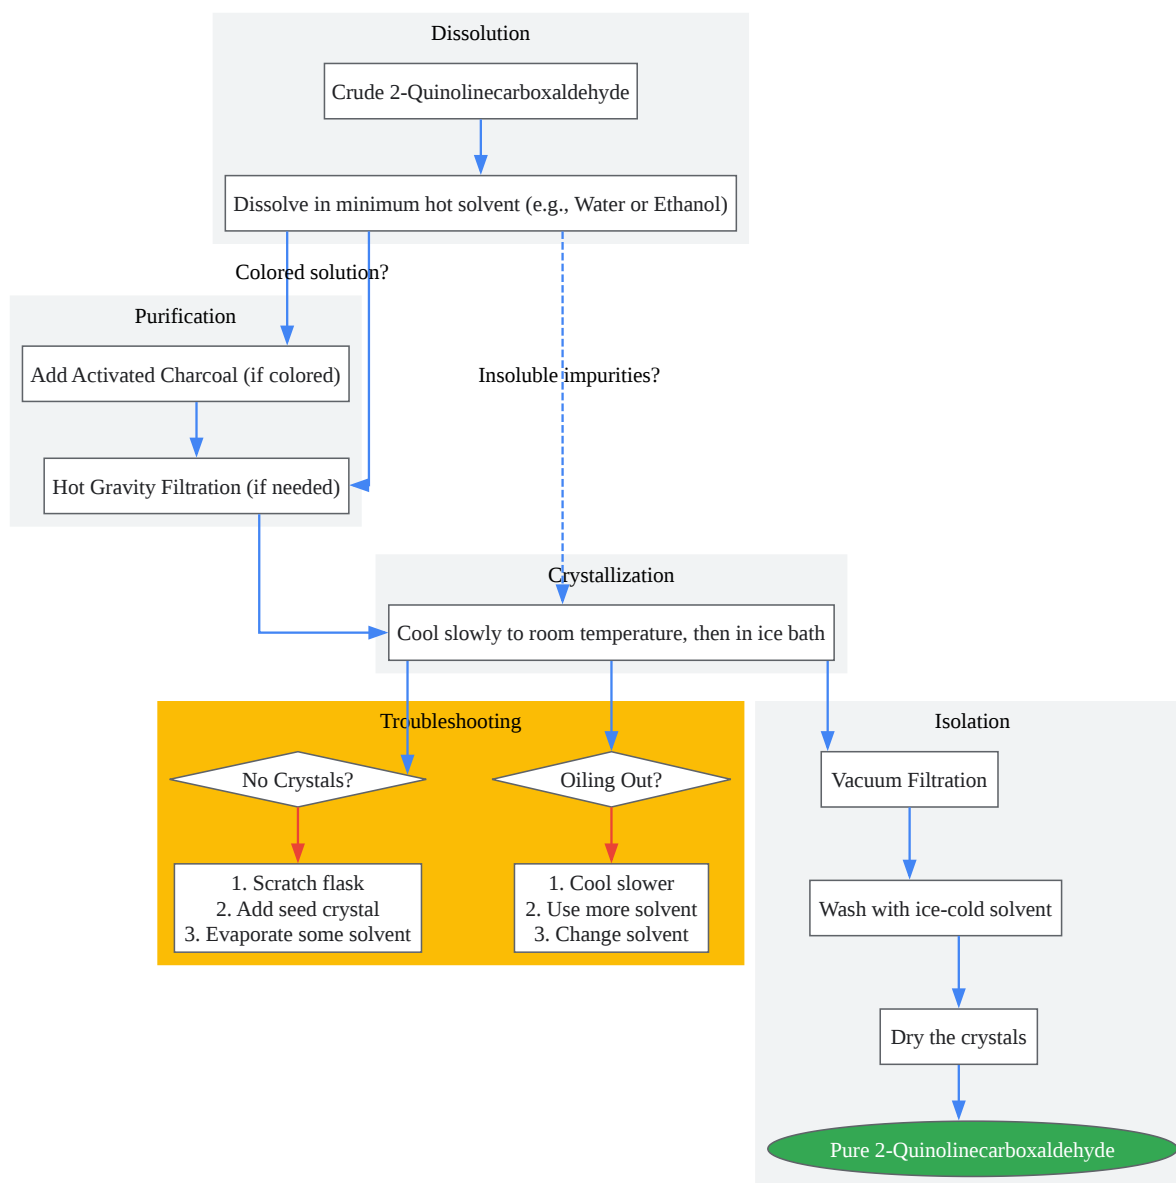 Dissolution
Crude 2-Quinolinecarboxaldehyde
Dissolve in minimum hot solvent (e.g., Water or Ethanol)
Colored solution?
Purification
Add Activated Charcoal (if colored)
Insoluble impurities?
Hot Gravity Filtration (if needed)
Crystallization
Cool slowly to room temperature, then in ice bath
Troubleshooting
No Crystals?
Oiling Out?
1. Scratch flask
2. Add seed crystal
3. Evaporate some solvent
1. Cool slower
2. Use more solvent
3. Change solvent
Isolation
Vacuum Filtration
Wash with ice-cold solvent
Dry the crystals
Pure 2-Quinolinecarboxaldehyde